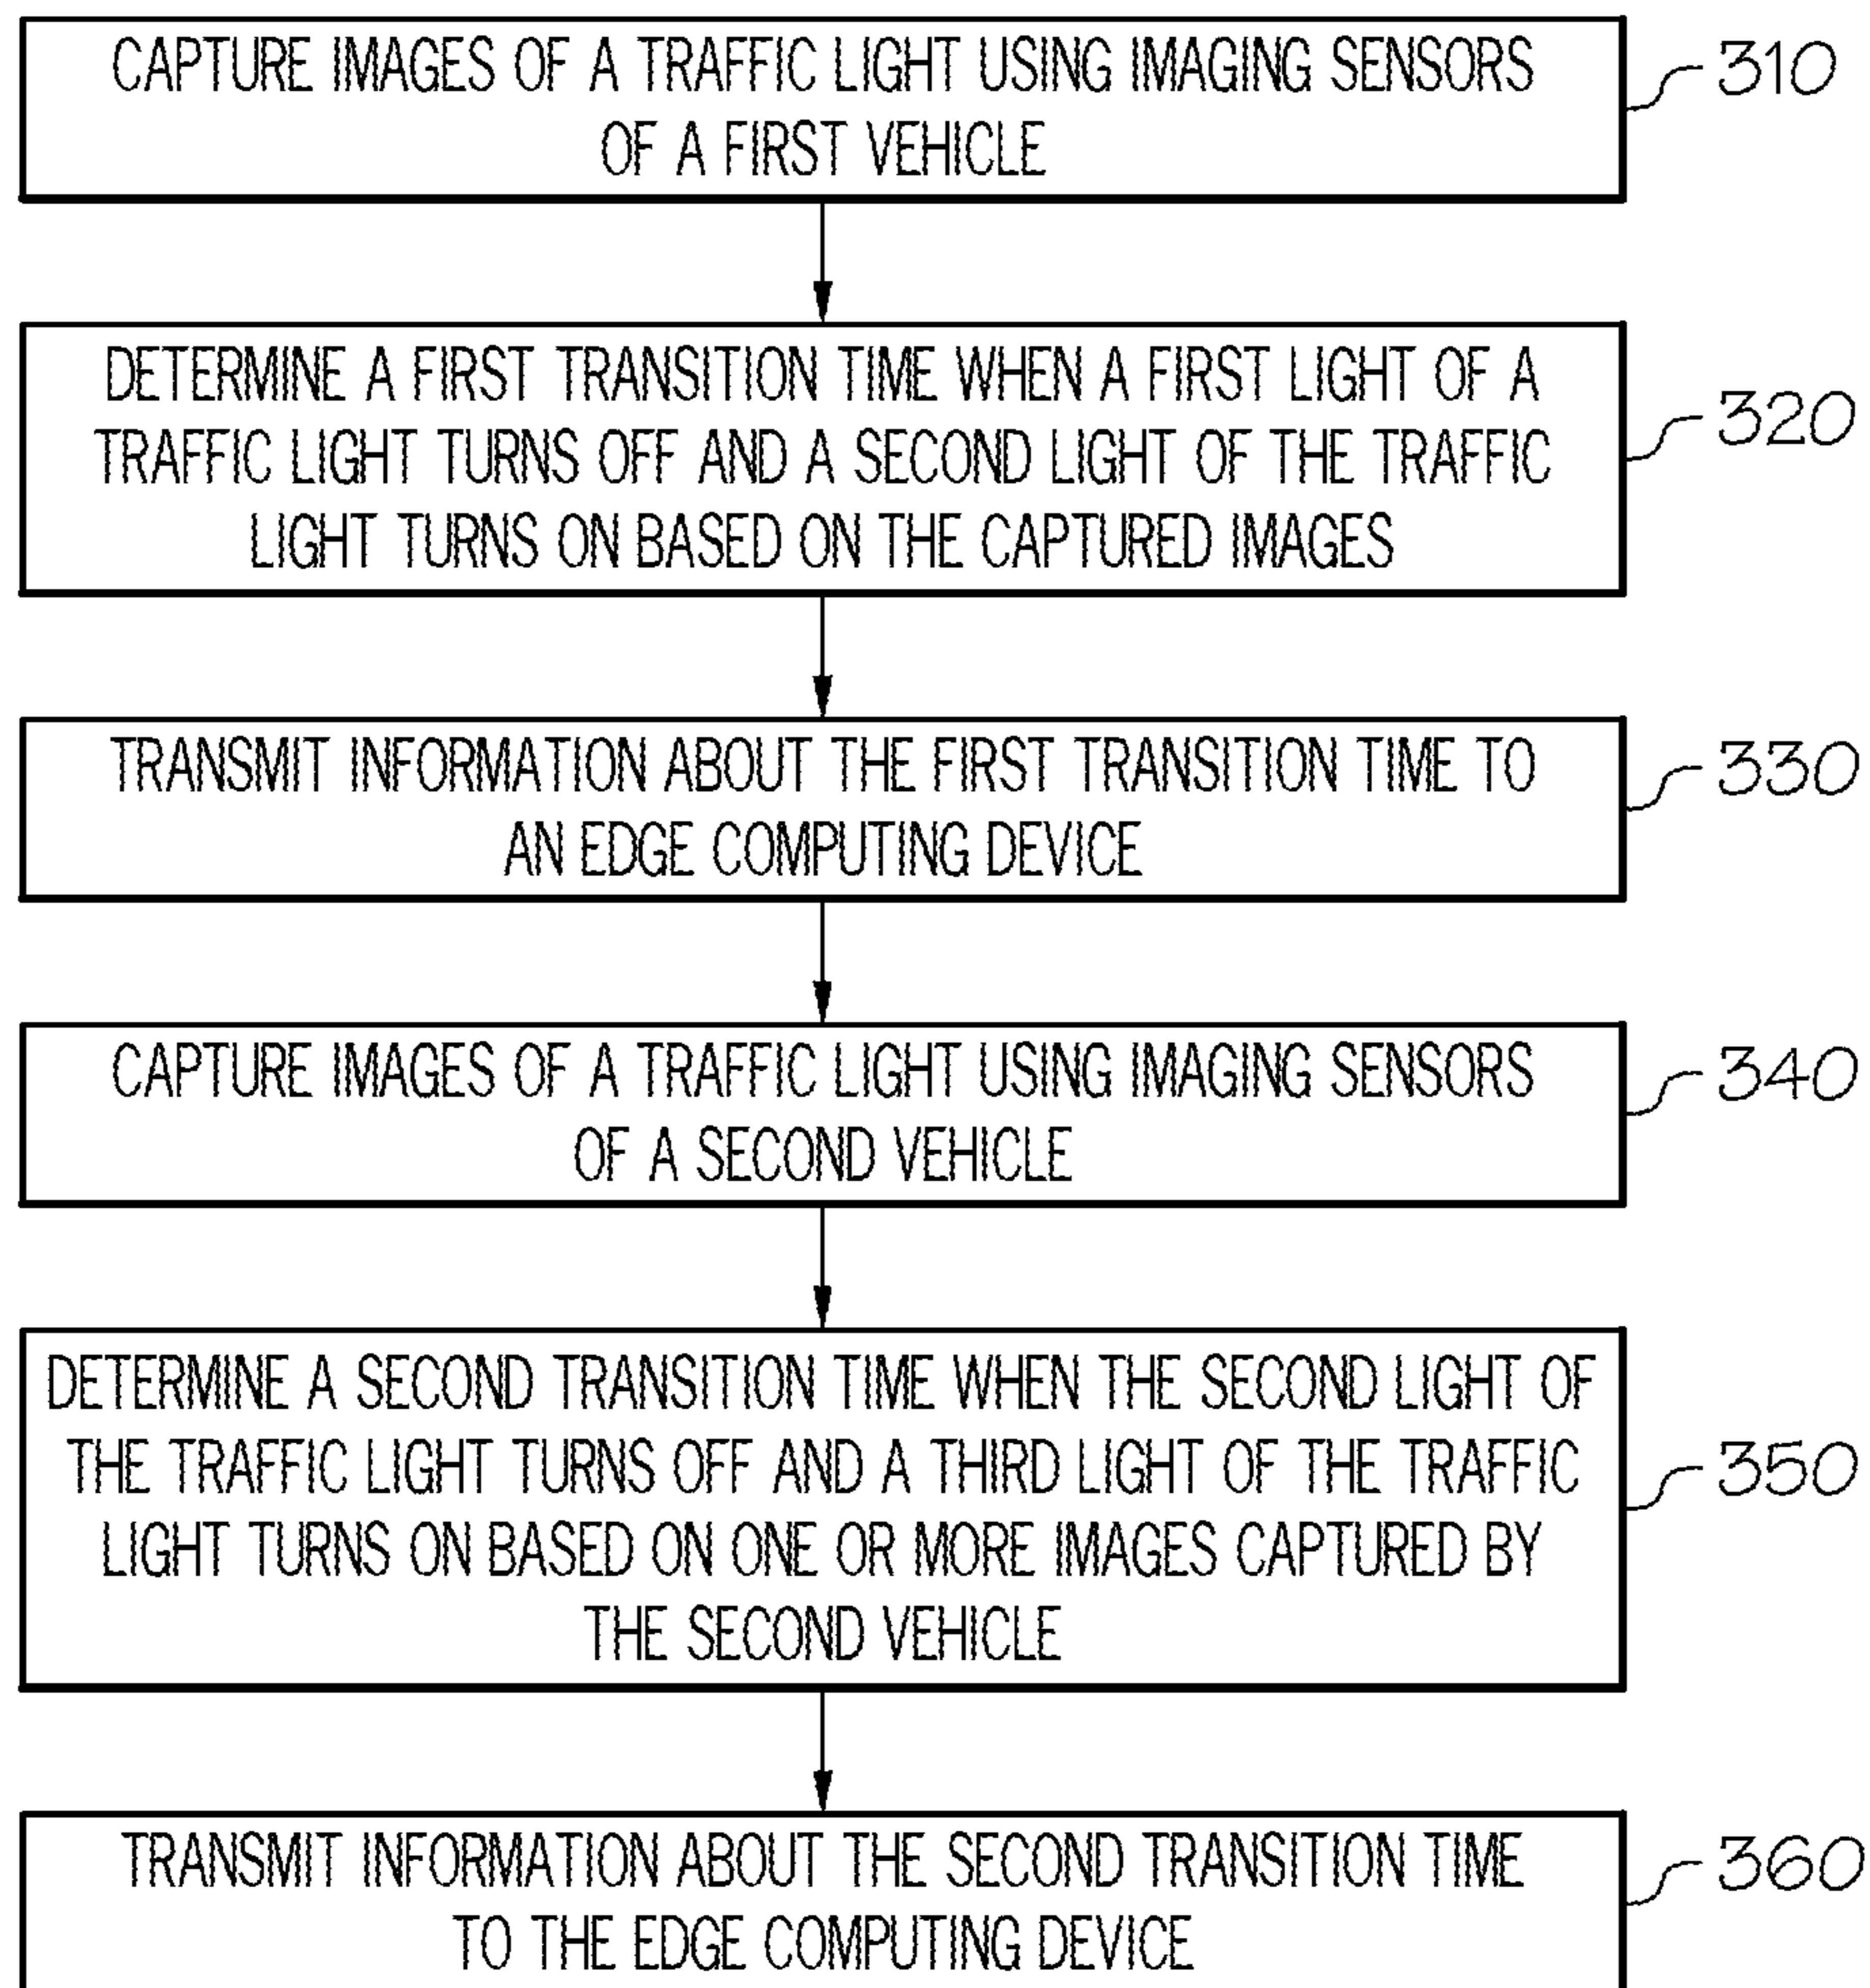 CAPTURE IMAGES OF A TRAFFIC LIGHT USING IMAGING SENSORS
OF A FIRST VEHICLE
310
DETERMINE A FIRST TRANSITION TIME WHEN A FIRST LIGHT OF A
TRAFFIC LIGHT TURNS OFF AND A SECOND LIGHT OF THE TRAFFIC
LIGHT TURNS ON BASED ON THE CAPTURED IMAGES
320
TRANSMIT INFORMATION ABOUT THE FIRST TRANSITION TIME TO
AN EDGE COMPUTING DEVICE
330
CAPTURE IMAGES OF A TRAFFIC LIGHT USING IMAGING SENSORS
OF A SECOND VEHICLE
340
DETERMINE A SECOND TRANSITION TIME WHEN THE SECOND LIGHT OF
THE TRAFFIC LIGHT TURNS OFF AND A THIRD LIGHT OF THE TRAFFIC
LIGHT TURNS ON BASED ON ONE OR MORE IMAGES CAPTURED BY
THE SECOND VEHICLE
350
TRANSMIT INFORMATION ABOUT THE SECOND TRANSITION TIME
TO THE EDGE COMPUTING DEVICE
360